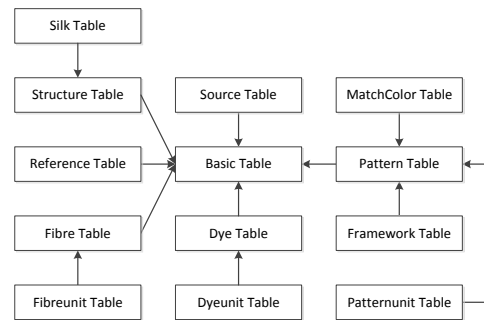 Silk Table
Structure Table
Source Table
MatchColor Table
Reference Table
Basic Table
Pattern Table
Fibre Table
Dye Table
Framework Table
Fibreunit Table
Dyeunit Table
Patternunit Table